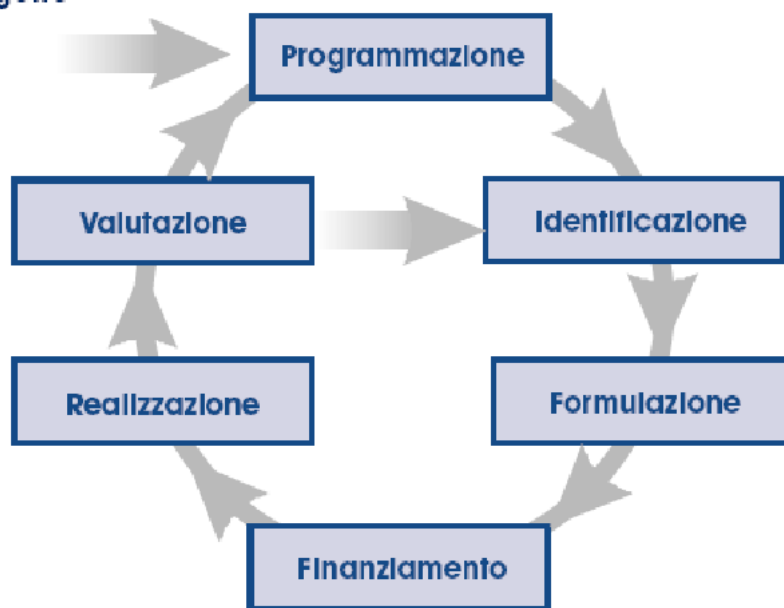 Programmazione
Valutazione
Identificazione
Realizzazione
Formulazione
Finanziamento